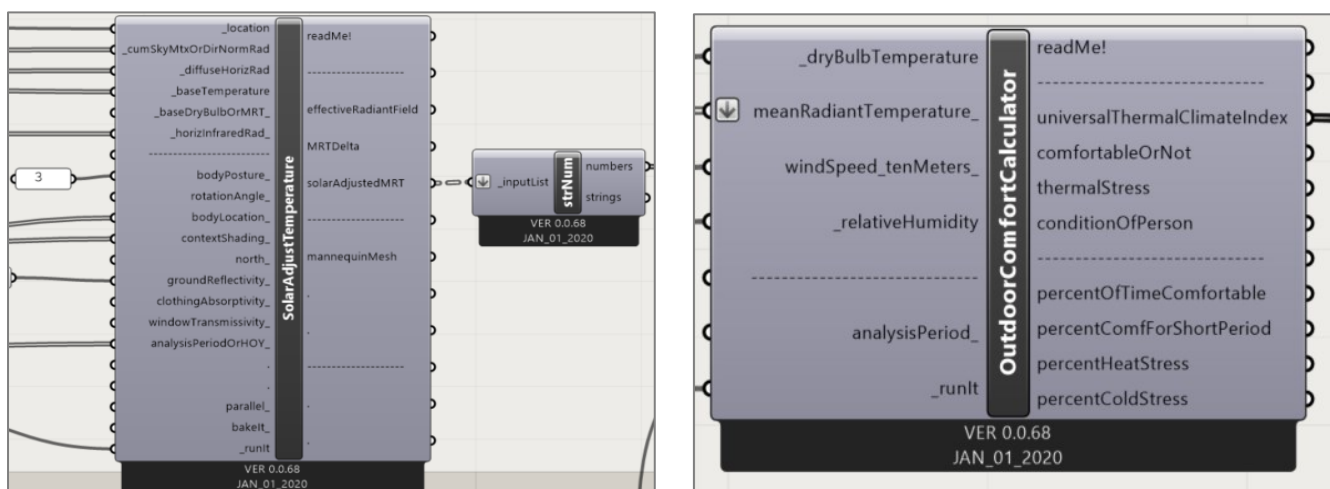 _location
_cumSkyMtxOrDirNormRad
_diffuseHorizRad
_baseTemperature
_baseDryBulbOrMRT_
_horizInfraredRad_
--------------------
bodyPosture_
rotationAngle_
bodyLocation_
contextShading_
north_
groundReflectivity_
clothingAbsorptivity_
windowTransmissivity_
analysisPeriodOrHOY_
.
.
parallel_
bakeIt_
_runIt
SolarAdjustTemperature
readMe!
--------------------
effectiveRadiantField
MRTDelta
solarAdjustedMRT
--------------------
mannequinMesh
.
.
--------------------
.
.
VER 0.0.68
JAN_01_2020
3
_inputList
strNum
numbers
strings
VER 0.0.68
JAN_01_2020
_dryBulbTemperature
meanRadiantTemperature_
windSpeed_tenMeters_
_relativeHumidity
------------------------------
analysisPeriod_
_runIt
OutdoorComfortCalculator
readMe!
------------------------------
universalThermalClimateIndex
comfortableOrNot
thermalStress
conditionOfPerson
------------------------------
percentOfTimeComfortable
percentComfForShortPeriod
percentHeatStress
percentColdStress
VER 0.0.68
JAN_01_2020